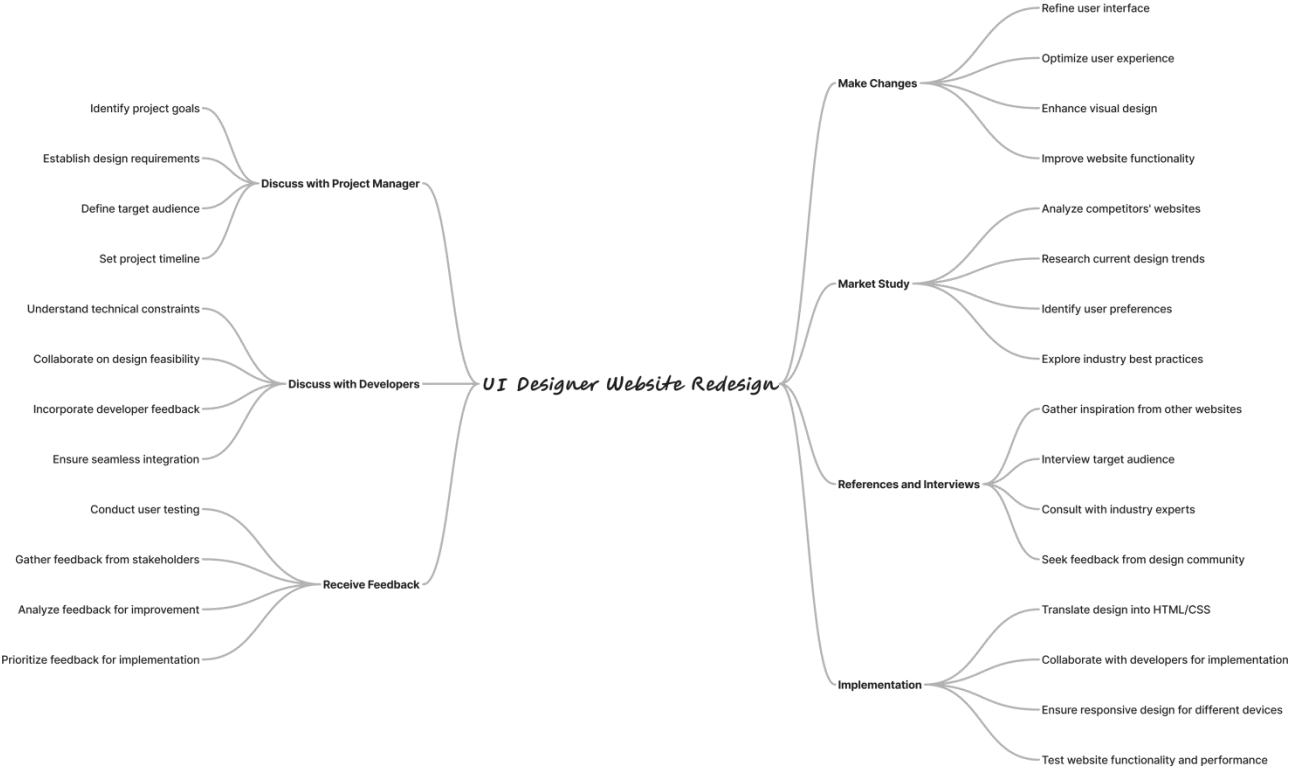 UI Designer Website Redesign
Discuss with Project Manager
Identify project goals
Establish design requirements
Define target audience
Set project timeline
Discuss with Developers
Understand technical constraints
Collaborate on design feasibility
Incorporate developer feedback
Ensure seamless integration
Receive Feedback
Conduct user testing
Gather feedback from stakeholders
Analyze feedback for improvement
Prioritize feedback for implementation
Make Changes
Refine user interface
Optimize user experience
Enhance visual design
Improve website functionality
Market Study
Analyze competitors' websites
Research current design trends
Identify user preferences
Explore industry best practices
References and Interviews
Gather inspiration from other websites
Interview target audience
Consult with industry experts
Seek feedback from design community
Implementation
Translate design into HTML/CSS
Collaborate with developers for implementation
Ensure responsive design for different devices
Test website functionality and performance